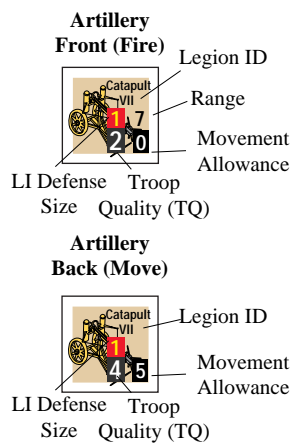 Artillery
Front (Fire)
Legion ID
Catapult
VII
1 7
Range
2 0
Movement
Allowance
LI Defense Troop
Size Quality (TQ)
Artillery
Back (Move)
Catapult
VII
Legion ID
1
4 5
Movement
Allowance
LI Defense Troop
Size Quality (TQ)